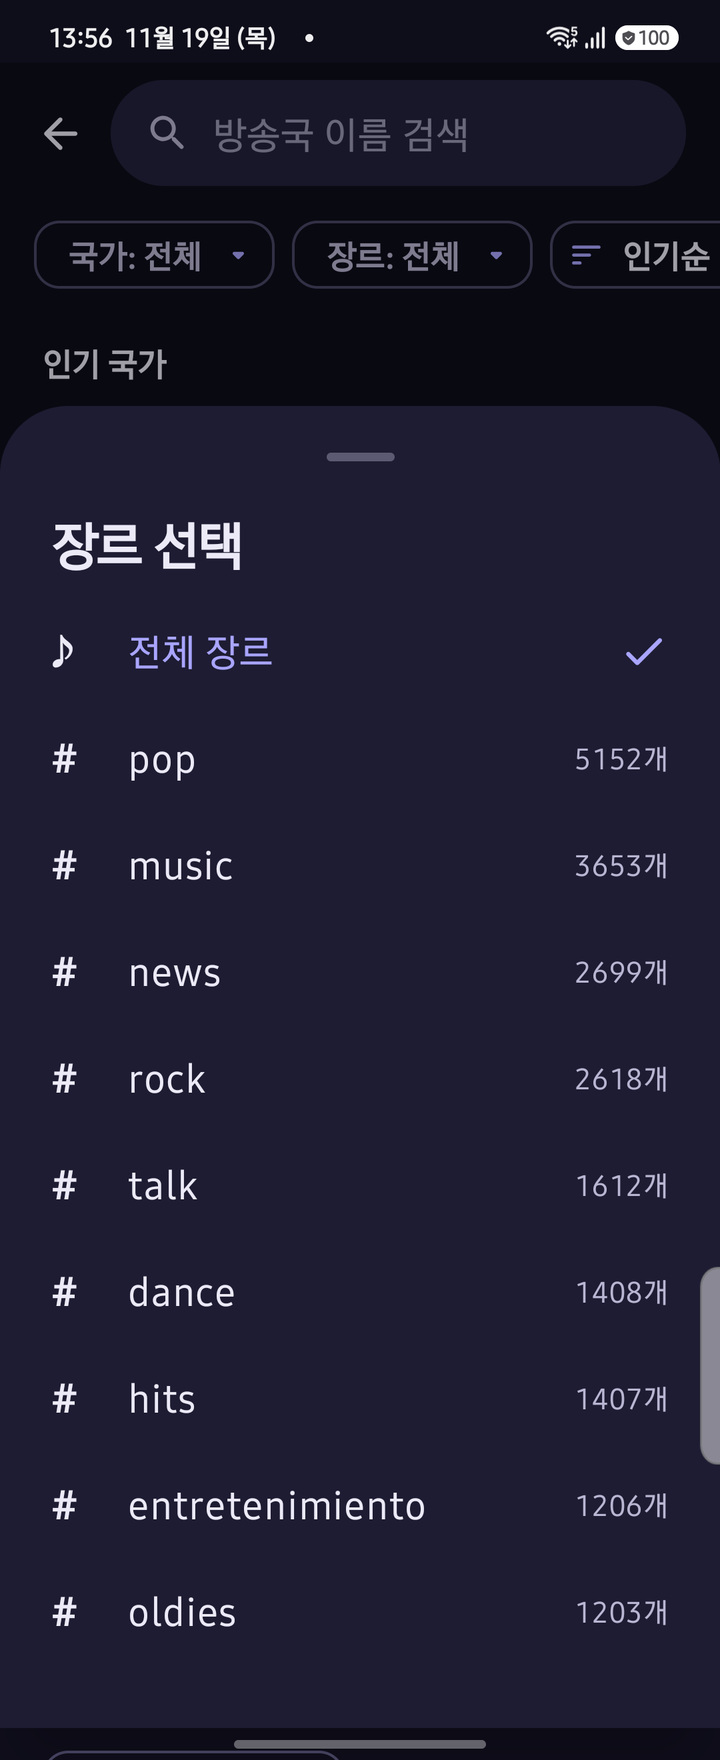 13:56 11월 19일 (목)
100
방송국 이름 검색
국가: 전체 장르: 전체 인기순
인기 국가
장르 선택
전체 장르
# pop 5152개
# music 3653개
# news 2699개
# rock 2618개
# talk 1612개
# dance 1408개
# hits 1407개
# entretenimiento 1206개
# oldies 1203개